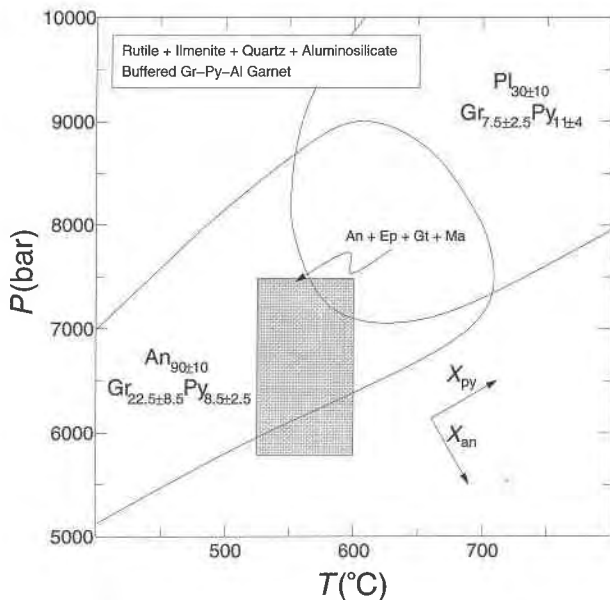 10000
9000
8000
7000
6000
5000
P(bar)
Rutile + Ilmenite + Quartz + Aluminosilicate
Buffered Gr–Py–Al Garnet
Pl30±10
Gr7.5±2.5Py11±4
An + Ep + Gt + Ma
An90±10
Gr22.5±8.5Py8.5±2.5
Xpy
Xan
500
600
700
T(°C)